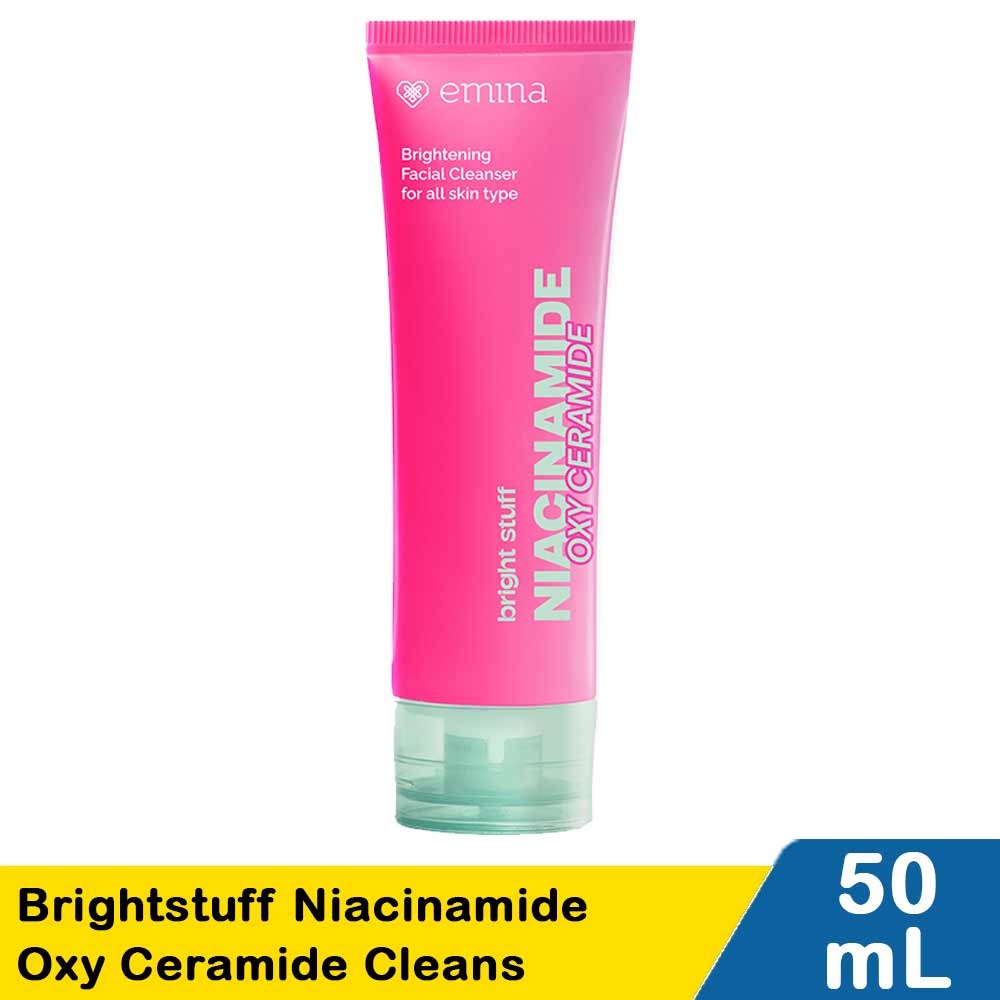 emina
Brightening
Facial Cleanser
for all skin type
bright stuff
NIACINAMIDE
OXY CERAMIDE
Brightstuff Niacinamide
Oxy Ceramide Cleans
50
mL